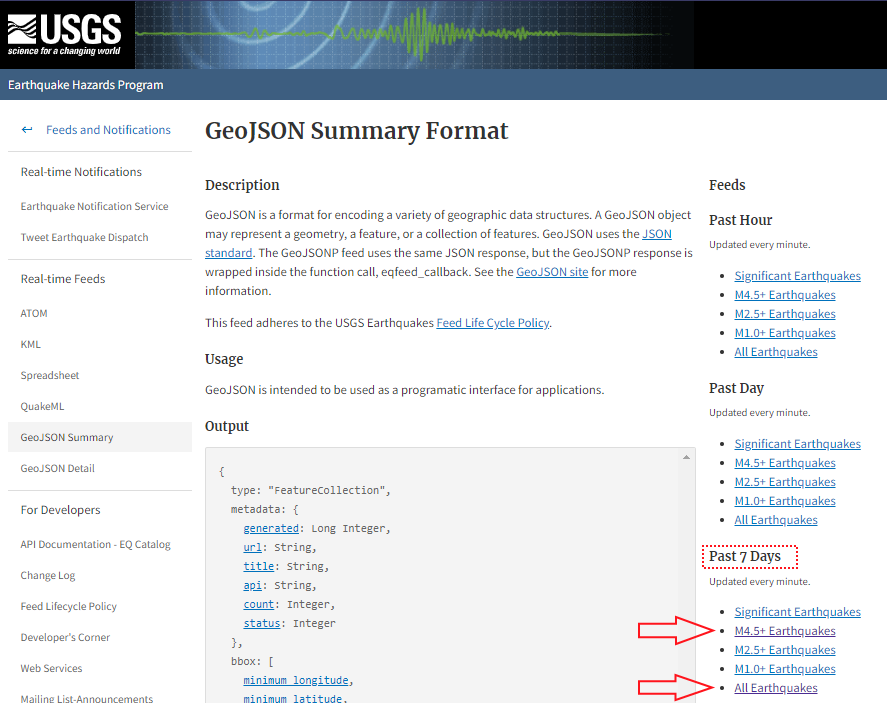 USGS
science for a changing world
Earthquake Hazards Program
← Feeds and Notifications
Real-time Notifications
Earthquake Notification Service
Tweet Earthquake Dispatch
Real-time Feeds
ATOM
KML
Spreadsheet
QuakeML
GeoJSON Summary
GeoJSON Detail
For Developers
API Documentation - EQ Catalog
Change Log
Feed Lifecycle Policy
Developer's Corner
Web Services
Mailing List-Announcements
GeoJSON Summary Format
Description
GeoJSON is a format for encoding a variety of geographic data structures. A GeoJSON object
may represent a geometry, a feature, or a collection of features. GeoJSON uses the JSON
standard. The GeoJSONP feed uses the same JSON response, but the GeoJSONP response is
wrapped inside the function call, eqfeed_callback. See the GeoJSON site for more
information.
This feed adheres to the USGS Earthquakes Feed Life Cycle Policy.
Usage
GeoJSON is intended to be used as a programatic interface for applications.
Output
{
type: "FeatureCollection",
metadata: {
generated: Long Integer,
url: String,
title: String,
api: String,
count: Integer,
status: Integer
},
bbox: [
minimum longitude,
minimum latitude,
Feeds
Past Hour
Updated every minute.
• Significant Earthquakes
• M4.5+ Earthquakes
• M2.5+ Earthquakes
• M1.0+ Earthquakes
• All Earthquakes
Past Day
Updated every minute.
• Significant Earthquakes
• M4.5+ Earthquakes
• M2.5+ Earthquakes
• M1.0+ Earthquakes
• All Earthquakes
Past 7 Days
Updated every minute.
• Significant Earthquakes
• M4.5+ Earthquakes
• M2.5+ Earthquakes
• M1.0+ Earthquakes
• All Earthquakes